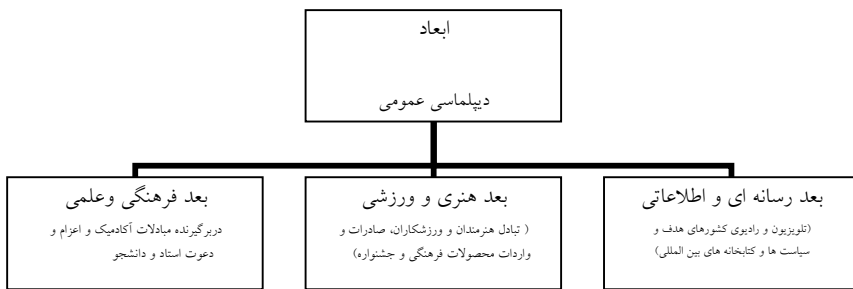 ابعاد
دیپلماسی عمومی
بعد رسانه ای و اطلاعاتی
(تلویزیون و رادیوی کشورهای هدف و
سیاست ها و کتابخانه های بین المللی)
بعد هنری و ورزشی
( تبادل هنرمندان و ورزشکاران، صادرات و
واردات محصولات فرهنگی و جشنواره)
بعد فرهنگی وعلمی
دربرگیرنده مبادلات آکادمیک و اعزام و
دعوت استاد و دانشجو